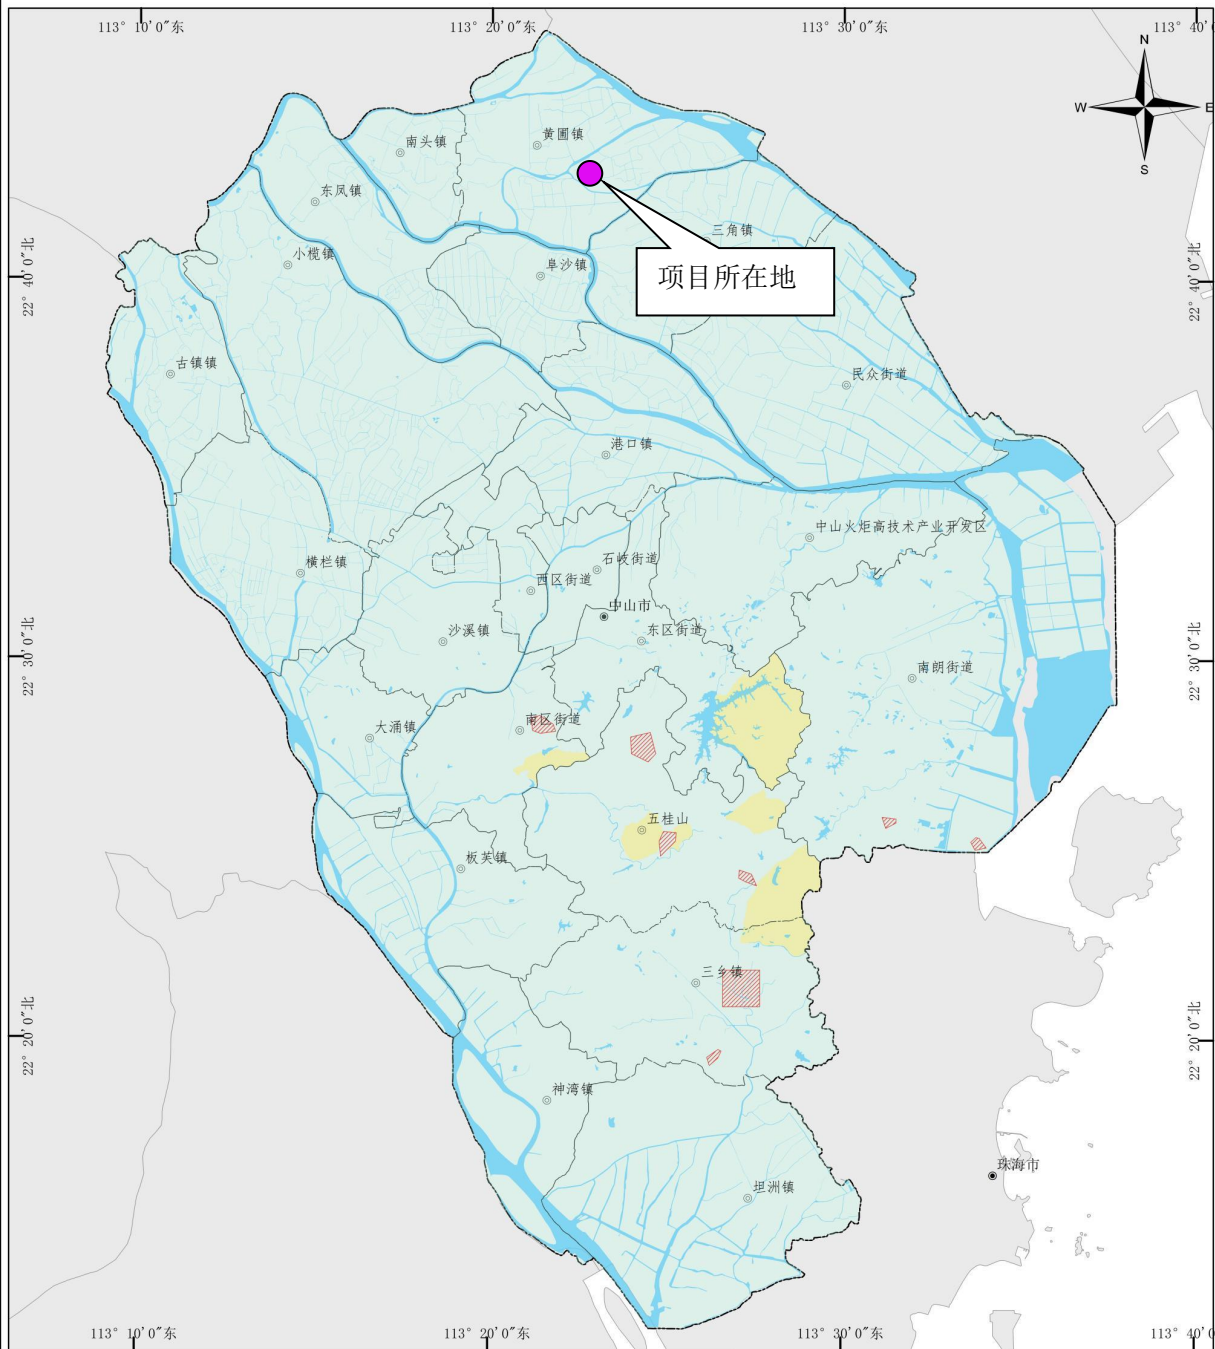 113° 10′0″东
113° 20′0″东
113° 30′0″东
113° 40′0
N
W
E
S
黄圃镇
南头镇
东凤镇
三角镇
小榄镇
阜沙镇
项目所在地
22° 40′0″北
22° 40′0″北
古镇镇
民众街道
港口镇
中山火炬高技术产业开发区
石岐街道
横栏镇
西区街道
中山市
东区街道
沙溪镇
22° 30′0″北
22° 30′0″北
南朗街道
南区街道
大涌镇
五桂山
板芙镇
三乡镇
22° 20′0″北
22° 20′0″北
神湾镇
珠海市
坦洲镇
113° 10′0″东
113° 20′0″东
113° 30′0″东
113° 40′0